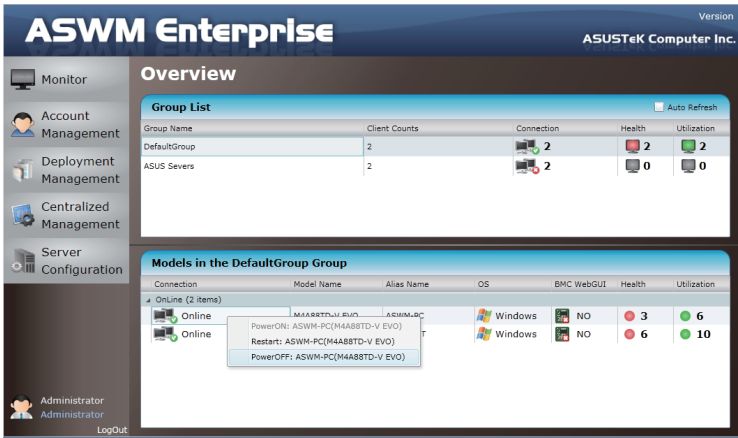 ASWM Enterprise
Version
ASUSTeK Computer Inc.
Monitor
Account
Management
Deployment
Management
Centralized
Management
Server
Configuration
Administrator
Administrator
LogOut
Overview
Group List
Auto Refresh
Group Name Client Counts Connection Health Utilization
DefaultGroup 2 2 2 2
ASUS Severs 2 2 0 0
Models in the DefaultGroup Group
Connection Model Name Alias Name OS BMC WebGUI Health Utilization
OnLine (2 items)
Online M4A88TD-V EVO ASWM-PC Windows NO 3 6
Online T Windows NO 6 10
PowerON: ASWM-PC(M4A88TD-V EVO)
Restart: ASWM-PC(M4A88TD-V EVO)
PowerOFF: ASWM-PC(M4A88TD-V EVO)